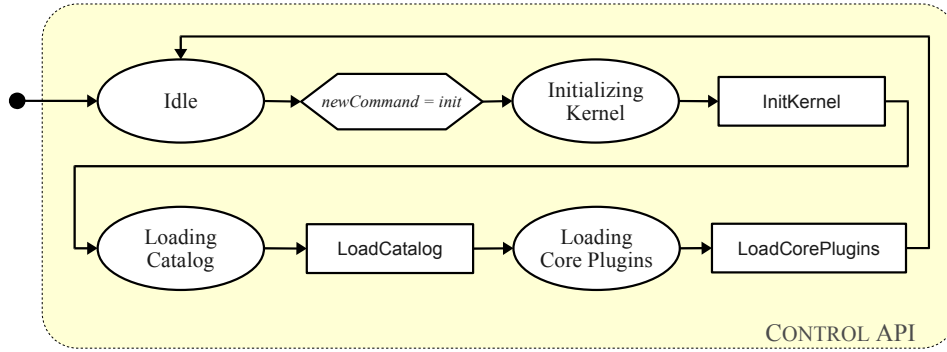 Idle
newCommand = init
Initializing
Kernel
InitKernel
Loading
Catalog
LoadCatalog
Loading
Core Plugins
LoadCorePlugins
CONTROL API